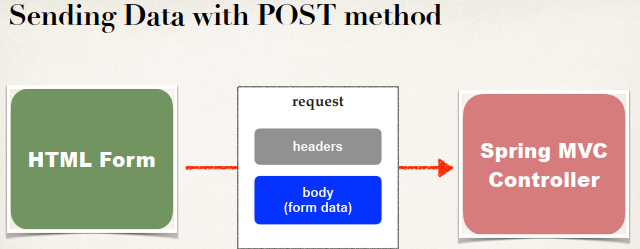 Sending Data with POST method
HTML Form
request
headers
body
(form data)
Spring MVC
Controller